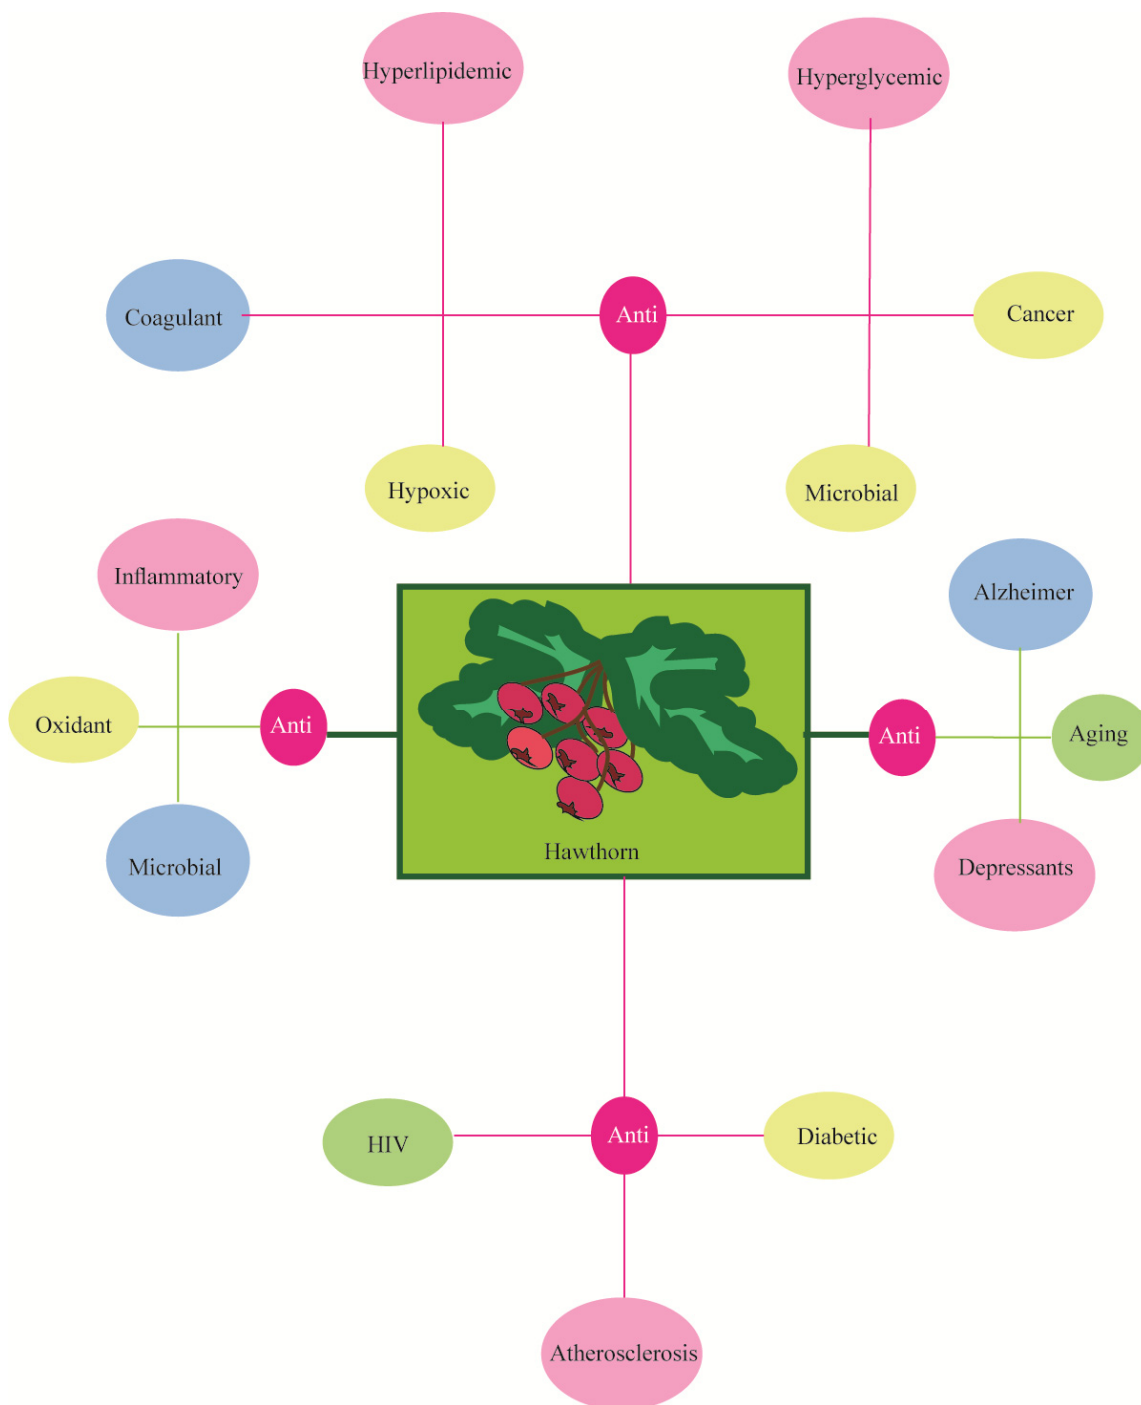 Hyperlipidemic
Hyperglycemic
Coagulant
Anti
Cancer
Hypoxic
Microbial
Inflammatory
Alzheimer
Oxidant
Anti
Anti
Aging
Microbial
Hawthorn
Depressants
HIV
Anti
Diabetic
Atherosclerosis